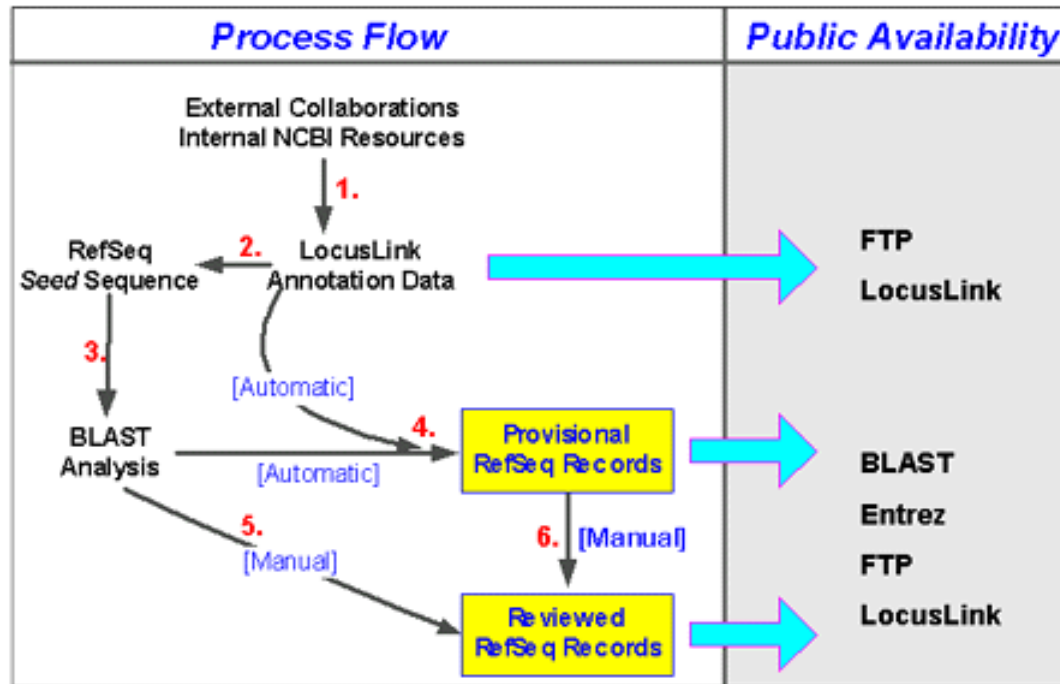 Process Flow
Public Availability
External Collaborations
Internal NCBI Resources
1.
RefSeq
Seed Sequence
2.
LocusLink
Annotation Data
FTP
LocusLink
3.
[Automatic]
4.
BLAST
Analysis
[Automatic]
Provisional
RefSeq Records
5.
[Manual]
6.
[Manual]
Reviewed
RefSeq Records
BLAST
Entrez
FTP
LocusLink